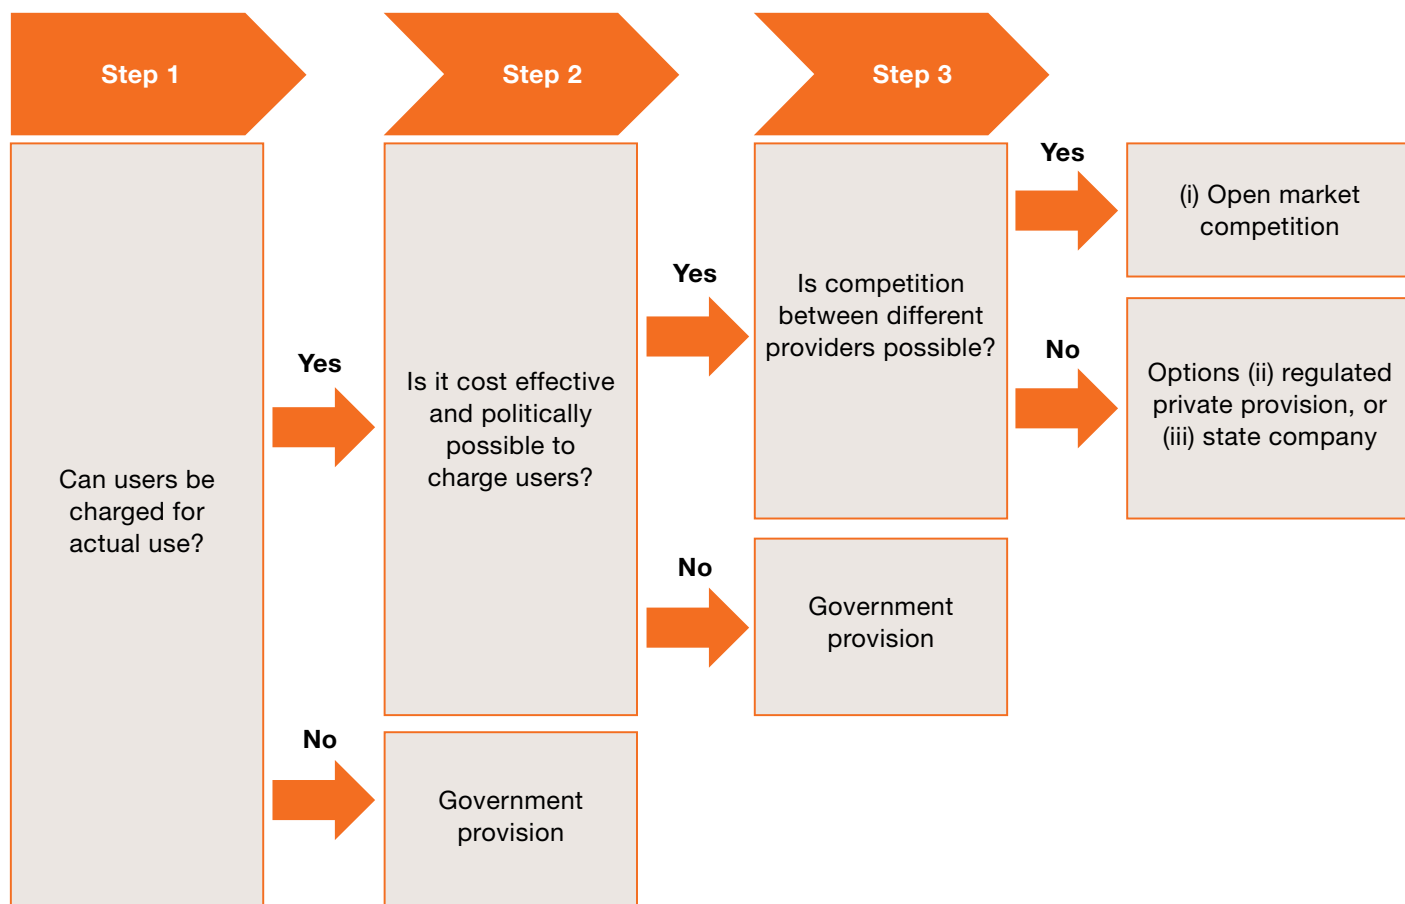 Step 1
Step 2
Step 3
Can users be
charged for
actual use?
Yes
No
Is it cost effective
and politically
possible to
charge users?
Government
provision
Yes
No
Is competition
between different
providers possible?
Government
provision
Yes
No
(i) Open market
competition
Options (ii) regulated
private provision, or
(iii) state company